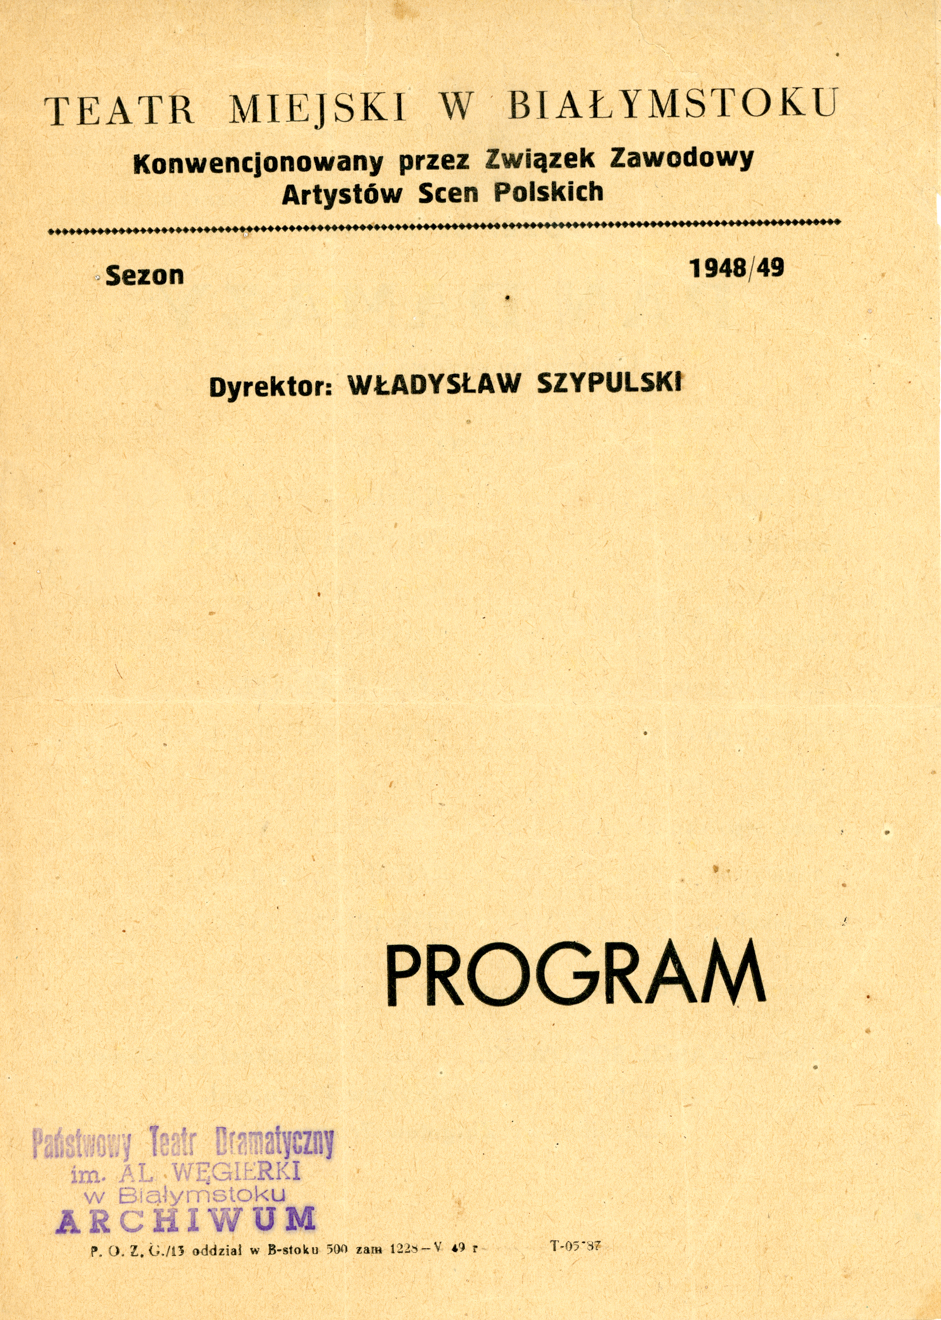 TEATR MIEJSKI W BIAŁYMSTOKU
Konwencjonowany przez Związek Zawodowy
Artystów Scen Polskich
Sezon 1948/49
Dyrektor: WŁADYSŁAW SZYPULSKI
PROGRAM
Państwowy Teatr Dramatyczny
im. AL. WĘGIERKI
w Białymstoku
ARCHIWUM
P. O. Z. G./13 oddział w B-stoku 500 zam 1228—V 49 r T-05